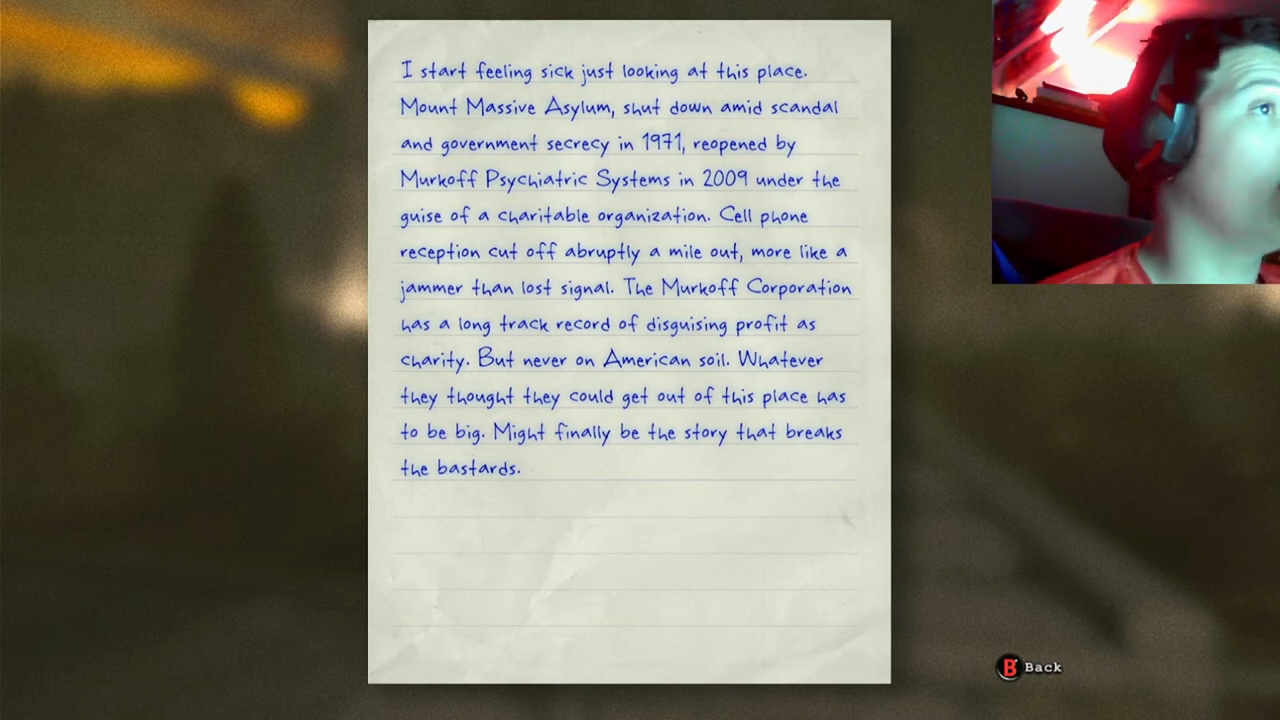 I start feeling sick just looking at this place.
Mount Massive Asylum, shut down amid scandal
and government secrecy in 1971, reopened by
Murkoff Psychiatric Systems in 2009 under the
guise of a charitable organization. Cell phone
reception cut off abruptly a mile out, more like a
jammer than lost signal. The Murkoff Corporation
has a long track record of disguising profit as
charity. But never on American soil. Whatever
they thought they could get out of this place has
to be big. Might finally be the story that breaks
the bastards.
B Back